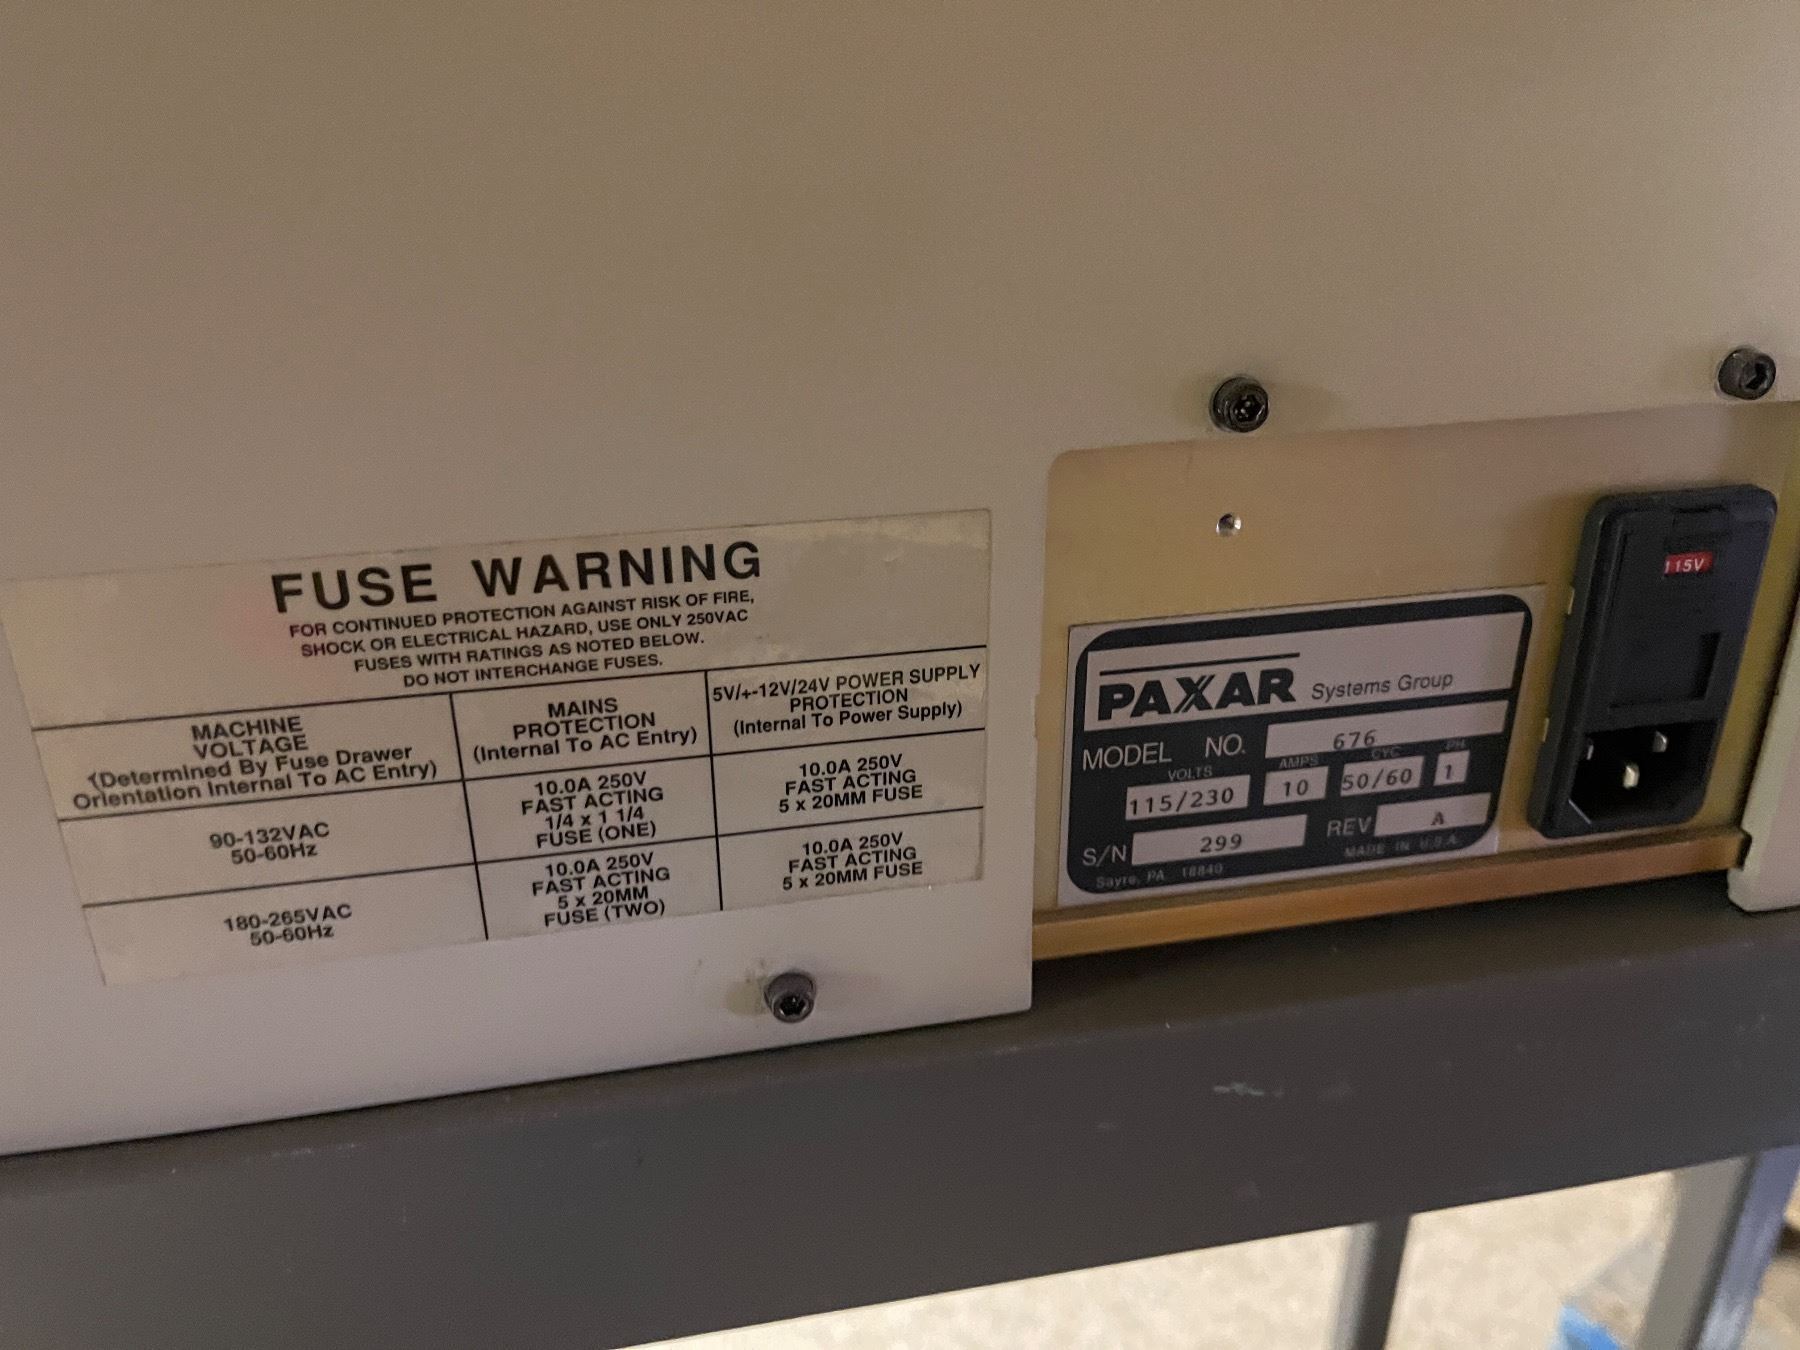 FUSE WARNING
FOR CONTINUED PROTECTION AGAINST RISK OF FIRE,
SHOCK OR ELECTRICAL HAZARD, USE ONLY 250VAC
FUSES WITH RATINGS AS NOTED BELOW.
DO NOT INTERCHANGE FUSES.
MACHINE
VOLTAGE
(Determined By Fuse Drawer
Orientation Internal To AC Entry)
MAINS
PROTECTION
(Internal To AC Entry)
5V/+-12V/24V POWER SUPPLY
PROTECTION
(Internal To Power Supply)
90-132VAC
50-60Hz
10.0A 250V
FAST ACTING
1/4 x 1 1/4
FUSE (ONE)
10.0A 250V
FAST ACTING
5 x 20MM FUSE
180-265VAC
50-60Hz
10.0A 250V
FAST ACTING
5 x 20MM
FUSE (TWO)
10.0A 250V
FAST ACTING
5 x 20MM FUSE
PAXAR Systems Group
MODEL NO. 676
VOLTS AMPS CYC PH
115/230 10 50/60 1
S/N 299 REV A
Sayre, PA 18840 MADE IN U.S.A.
115V